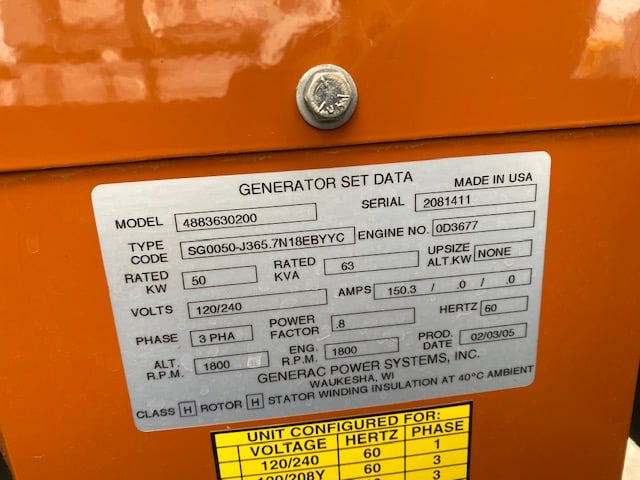 GENERATOR SET DATA
MADE IN USA
MODEL 4883630200 SERIAL 2081411
TYPE CODE SG0050-J365.7N18EBYYC ENGINE NO. 0D3677
RATED KW 50 RATED KVA 63 UPSIZE ALT.KW NONE
VOLTS 120/240 AMPS 150.3 / .0 / .0
PHASE 3 PHA POWER FACTOR .8 HERTZ 60
ALT. R.P.M. 1800 ENG. R.P.M. 1800 PROD. DATE 02/03/05
GENERAC POWER SYSTEMS, INC.
WAUKESHA, WI
CLASS H ROTOR H STATOR WINDING INSULATION AT 40°C AMBIENT
UNIT CONFIGURED FOR:
VOLTAGE HERTZ PHASE
120/240 60 1
120/208Y 60 3
3